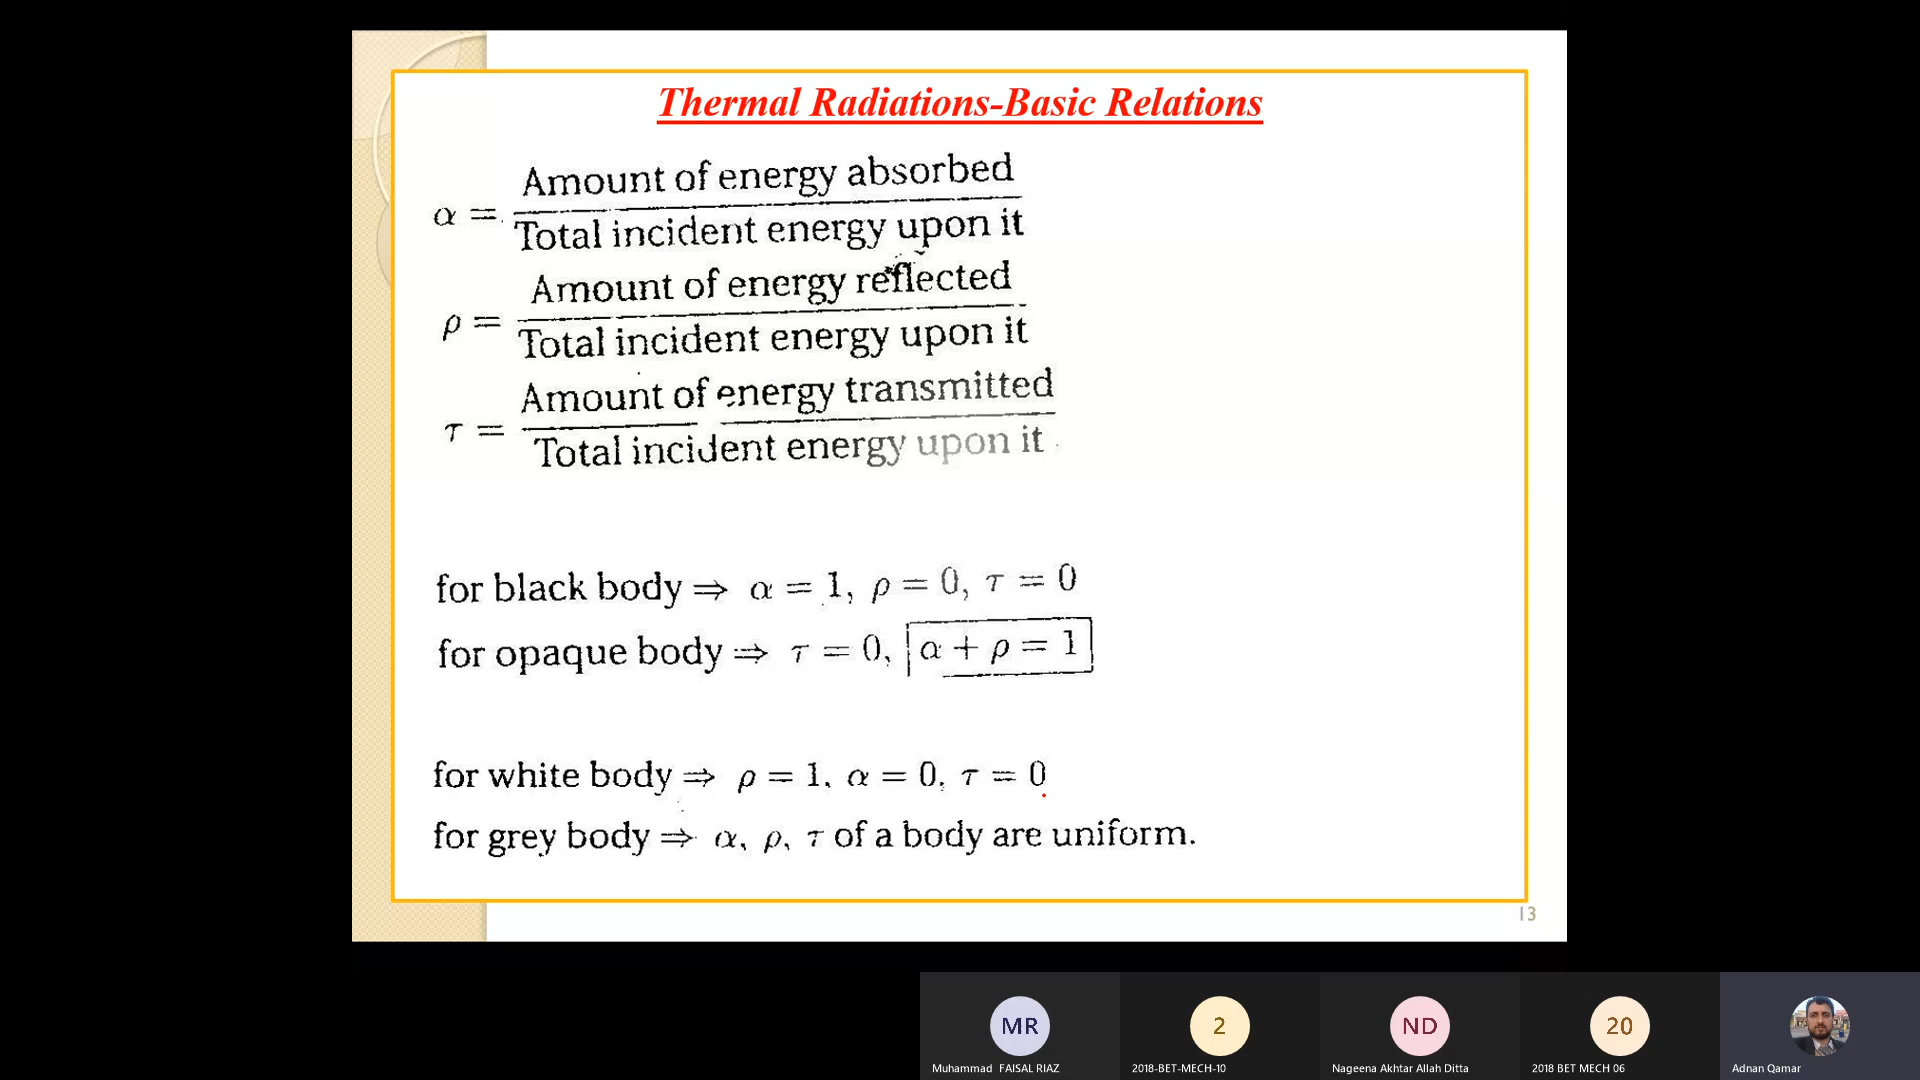 Thermal Radiations-Basic Relations
α = Amount of energy absorbed
Total incident energy upon it
ρ = Amount of energy reflected
Total incident energy upon it
τ = Amount of energy transmitted
Total incident energy upon it
for black body ⇒ α = 1, ρ = 0, τ = 0
for opaque body ⇒ τ = 0, α + ρ = 1
for white body ⇒ ρ = 1, α = 0, τ = 0
for grey body ⇒ α, ρ, τ of a body are uniform.
13
MR
2
ND
20
Muhammad FAISAL RIAZ
2018-BET-MECH-10
Nageena Akhtar Allah Ditta
2018 BET MECH 06
Adnan Qamar